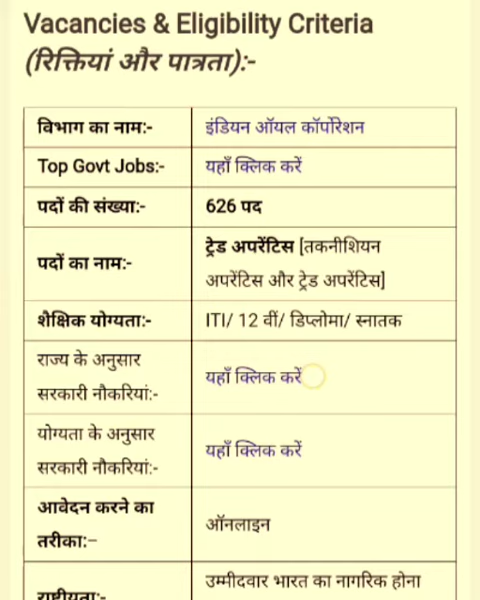 Vacancies & Eligibility Criteria
(रिक्तियां और पात्रता):-
विभाग का नाम:- इंडियन ऑयल कॉर्पोरेशन
Top Govt Jobs:- यहाँ क्लिक करें
पदों की संख्या:- 626 पद
पदों का नाम:- ट्रेड अपरेंटिस [तकनीशियन
अपरेंटिस और ट्रेड अपरेंटिस]
शैक्षिक योग्यता:- ITI/ 12 वीं/ डिप्लोमा/ स्नातक
राज्य के अनुसार
सरकारी नौकरियां:- यहाँ क्लिक करें
योग्यता के अनुसार
सरकारी नौकरियां:- यहाँ क्लिक करें
आवेदन करने का
तरीका:– ऑनलाइन
उम्मीदवार भारत का नागरिक होना
राष्ट्रीयता:-